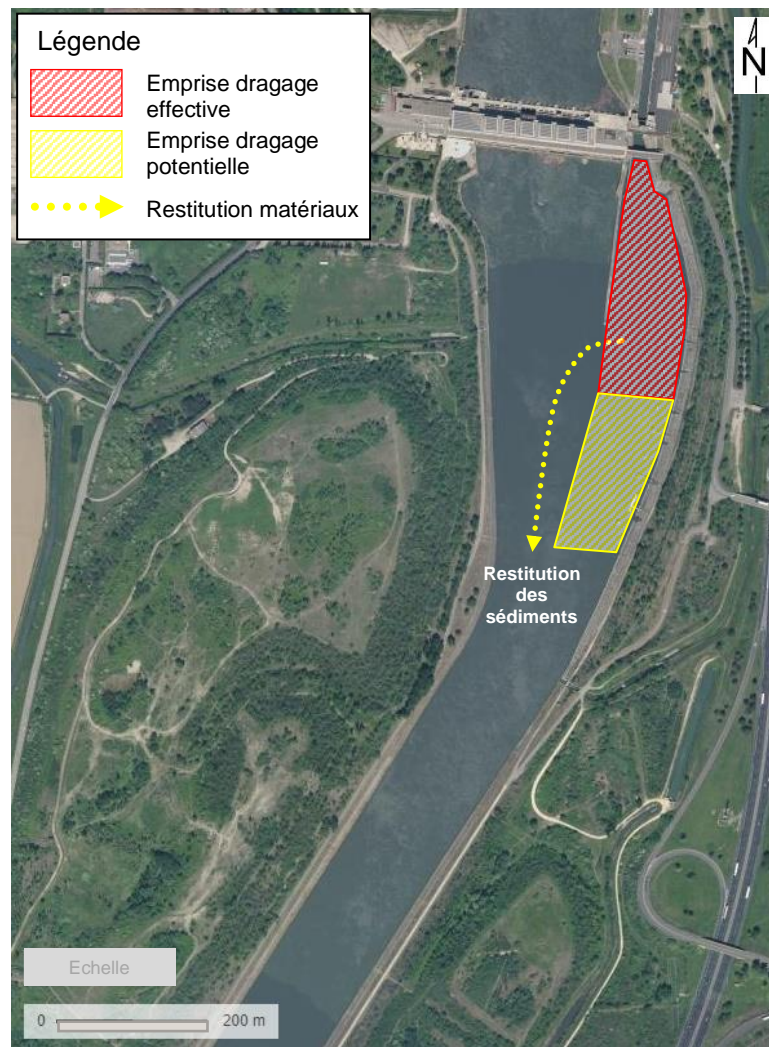 Légende
Emprise dragage
effective
Emprise dragage
potentielle
Restitution matériaux
N
Restitution
des
sédiments
Echelle
0 200 m